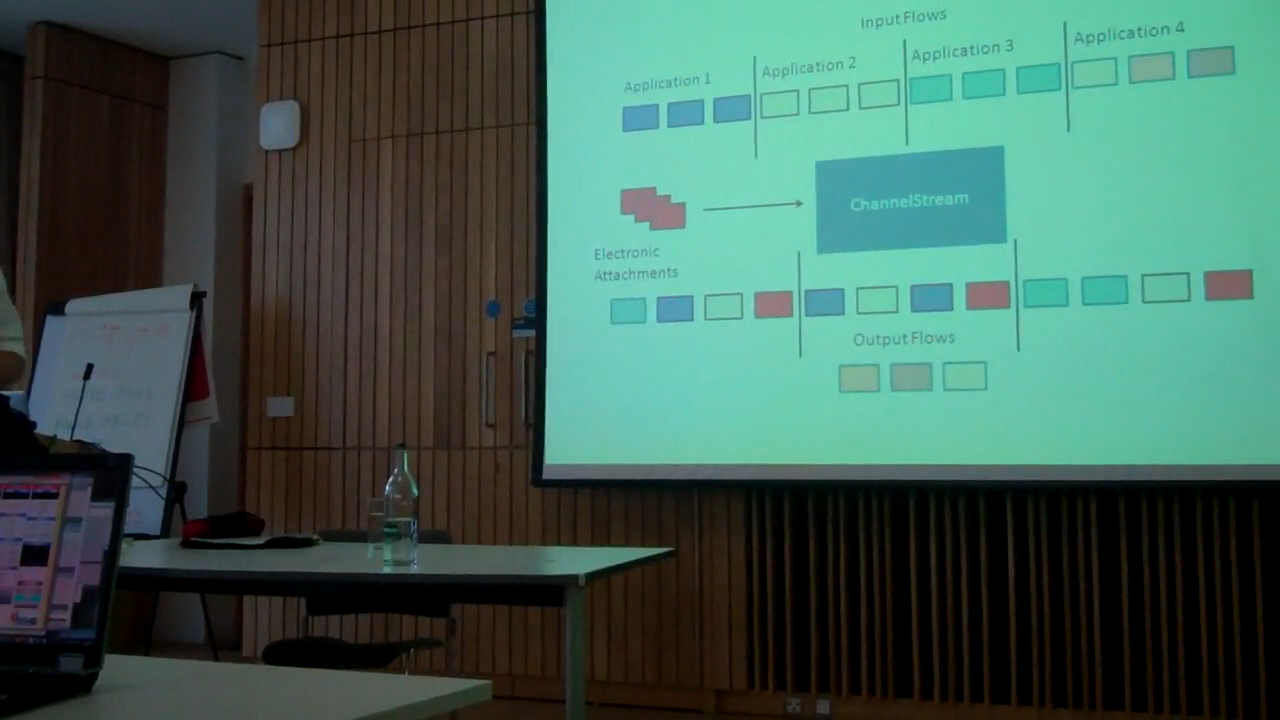 Input Flows
Application 1
Application 2
Application 3
Application 4
ChannelStream
Electronic
Attachments
Output Flows